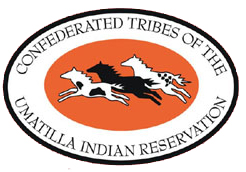 CONFEDERATED TRIBES OF THE
UMATILLA INDIAN RESERVATION